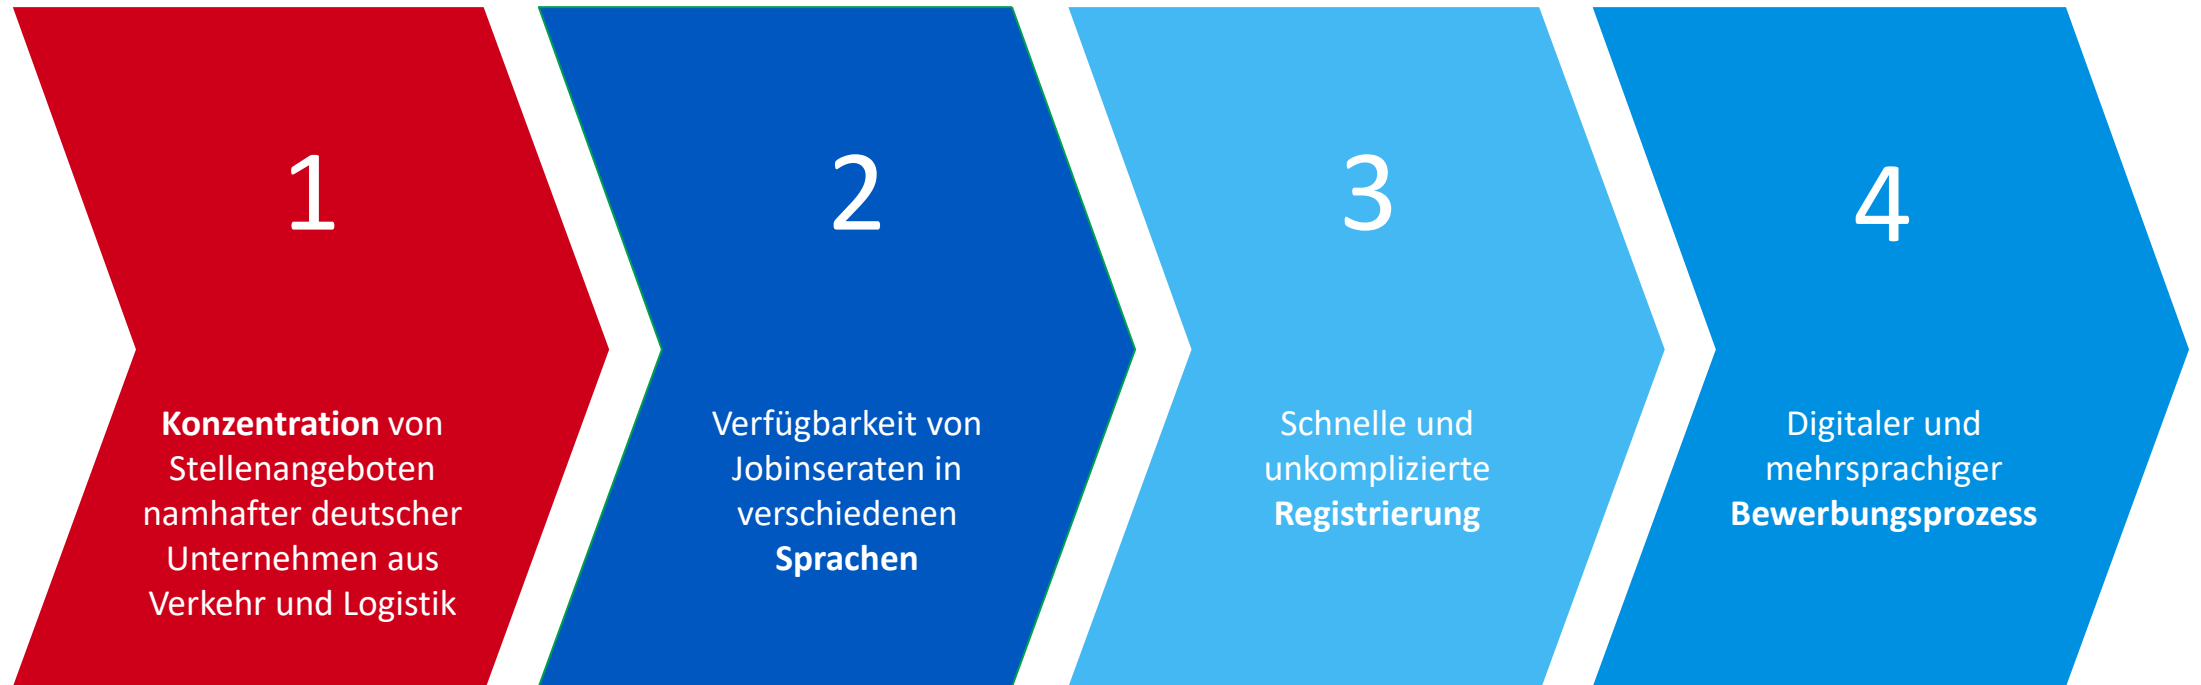 1
Konzentration von
Stellenangeboten
namhafter deutscher
Unternehmen aus
Verkehr und Logistik
2
Verfügbarkeit von
Jobinseraten in
verschiedenen
Sprachen
3
Schnelle und
unkomplizierte
Registrierung
4
Digitaler und
mehrsprachiger
Bewerbungsprozess